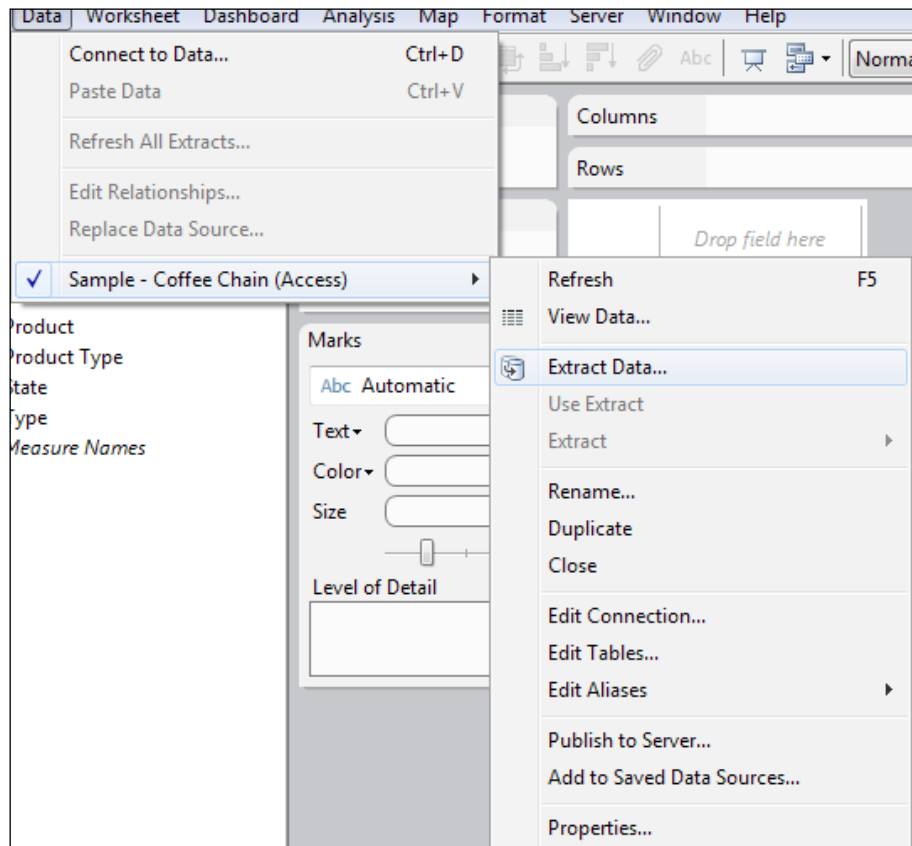 Data Worksheet Dashboard Analysis Map Format Server Window Help
Connect to Data... Ctrl+D
Paste Data Ctrl+V
Refresh All Extracts...
Edit Relationships...
Replace Data Source...
Sample - Coffee Chain (Access)
Abc
Norma
Columns
Rows
Drop field here
Product
Product Type
State
Type
Measure Names
Marks
Abc Automatic
Text
Color
Size
Level of Detail
Refresh F5
View Data...
Extract Data...
Use Extract
Extract
Rename...
Duplicate
Close
Edit Connection...
Edit Tables...
Edit Aliases
Publish to Server...
Add to Saved Data Sources...
Properties...